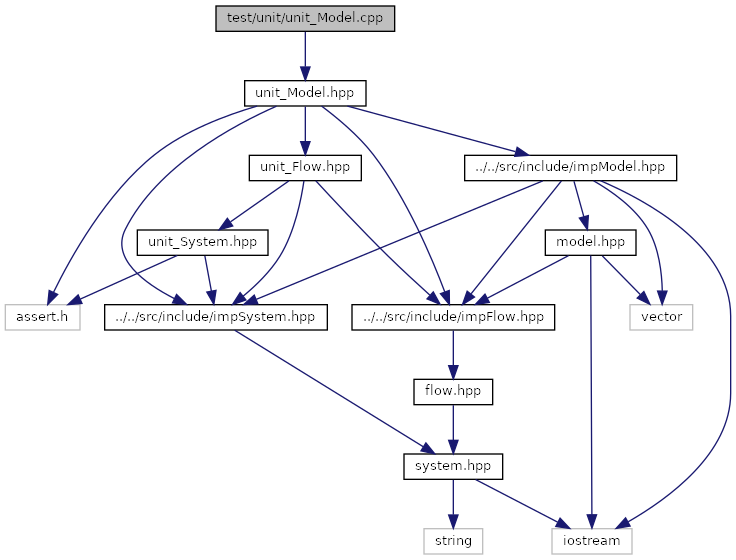 test/unit/unit_Model.cpp
unit_Model.hpp
unit_Flow.hpp
../../src/include/impModel.hpp
unit_System.hpp
model.hpp
assert.h
../../src/include/impSystem.hpp
../../src/include/impFlow.hpp
vector
flow.hpp
system.hpp
string
iostream